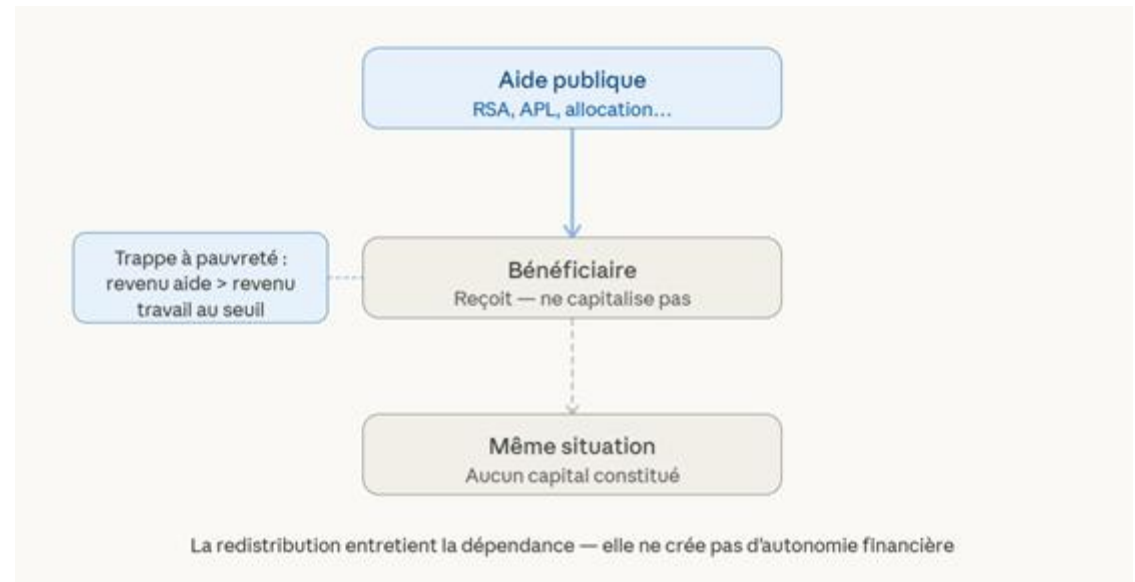 Aide publique
RSA, APL, allocation...
Trappe à pauvreté :
revenu aide > revenu
travail au seuil
Bénéficiaire
Reçoit — ne capitalise pas
Même situation
Aucun capital constitué
La redistribution entretient la dépendance — elle ne crée pas d'autonomie financière